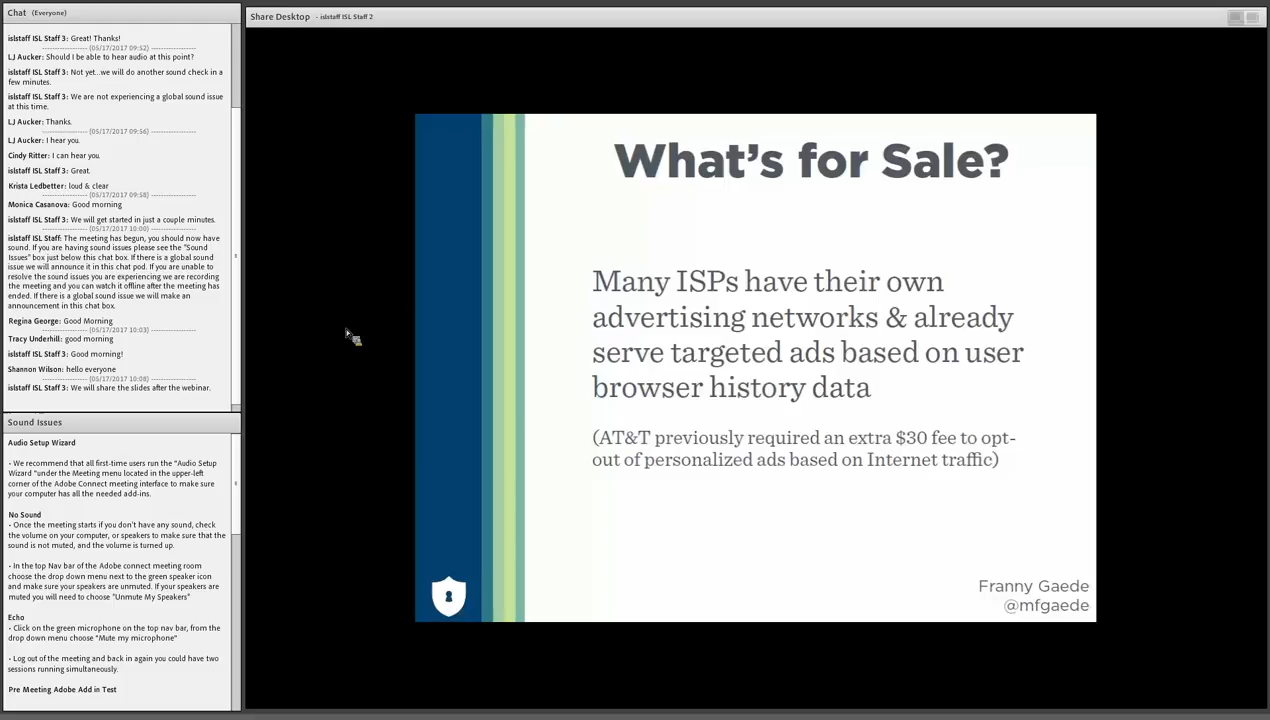 Chat (Everyone)
islstaff ISL Staff 3: Great! Thanks!
------------------ (05/17/2017 09:52) ------------------
LJ Aucker: Should I be able to hear audio at this point?
islstaff ISL Staff 3: Not yet...we will do another sound check in a
few minutes.
islstaff ISL Staff 3: We are not experiencing a global sound issue
at this time.
LJ Aucker: Thanks.
------------------ (05/17/2017 09:56) ------------------
LJ Aucker: I hear you.
Cindy Ritter: I can hear you.
islstaff ISL Staff 3: Great.
Krista Ledbetter: loud & clear
------------------ (05/17/2017 09:58) ------------------
Monica Casanova: Good morning
islstaff ISL Staff 3: We will get started in just a couple minutes.
------------------ (05/17/2017 10:00) ------------------
islstaff ISL Staff: The meeting has begun, you should now have
sound. If you are having sound issues please see the "Sound
Issues" box just below this chat box. If there is a global sound
issue we will announce it in this chat pod. If you are unable to
resolve the sound issues you are experiencing we are recording
the meeting and you can watch it offline after the meeting has
ended. If there is a global sound issue we will make an
announcement in this chat box.
Regina George: Good Morning
------------------ (05/17/2017 10:03) ------------------
Tracy Underhill: good morning
islstaff ISL Staff 3: Good morning!
Shannon Wilson: hello everyone
------------------ (05/17/2017 10:08) ------------------
islstaff ISL Staff 3: We will share the slides after the webinar.
Sound Issues
Audio Setup Wizard
• We recommend that all first-time users run the "Audio Setup
Wizard "under the Meeting menu located in the upper-left
corner of the Adobe Connect meeting interface to make sure
your computer has all the needed add-ins.
No Sound
• Once the meeting starts if you don't have any sound, check
the volume on your computer, or speakers to make sure that the
sound is not muted, and the volume is turned up.
• In the top Nav bar of the Adobe connect meeting room
choose the drop down menu next to the green speaker icon
and make sure your speakers are unmuted. If your speakers are
muted you will need to choose "Unmute My Speakers"
Echo
• Click on the green microphone on the top nav bar, from the
drop down menu choose "Mute my microphone"
• Log out of the meeting and back in again you could have two
sessions running simultaneously.
Pre Meeting Adobe Add in Test
Share Desktop - islstaff ISL Staff 2
What's for Sale?
Many ISPs have their own
advertising networks & already
serve targeted ads based on user
browser history data
(AT&T previously required an extra $30 fee to opt-
out of personalized ads based on Internet traffic)
Franny Gaede
@mfgaede